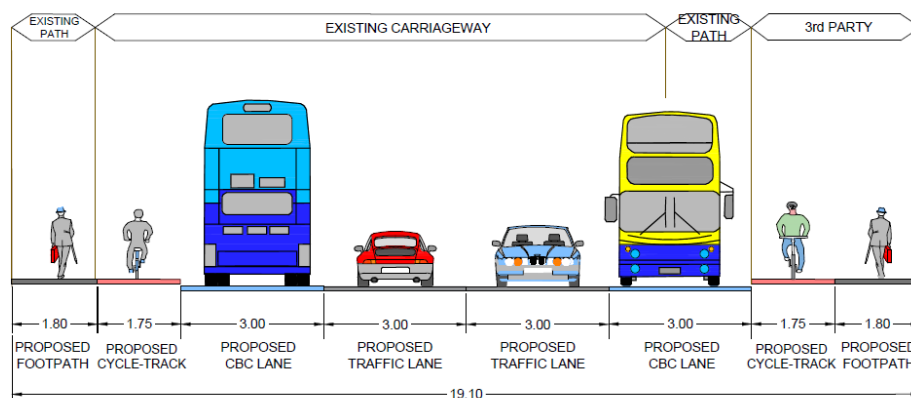 EXISTING
PATH
EXISTING CARRIAGEWAY
EXISTING
PATH
3rd PARTY
1.80
1.75
3.00
3.00
3.00
3.00
1.75
1.80
PROPOSED
FOOTPATH
PROPOSED
CYCLE-TRACK
PROPOSED
CBC LANE
PROPOSED
TRAFFIC LANE
PROPOSED
TRAFFIC LANE
PROPOSED
CBC LANE
PROPOSED
CYCLE-TRACK
PROPOSED
FOOTPATH
19.10